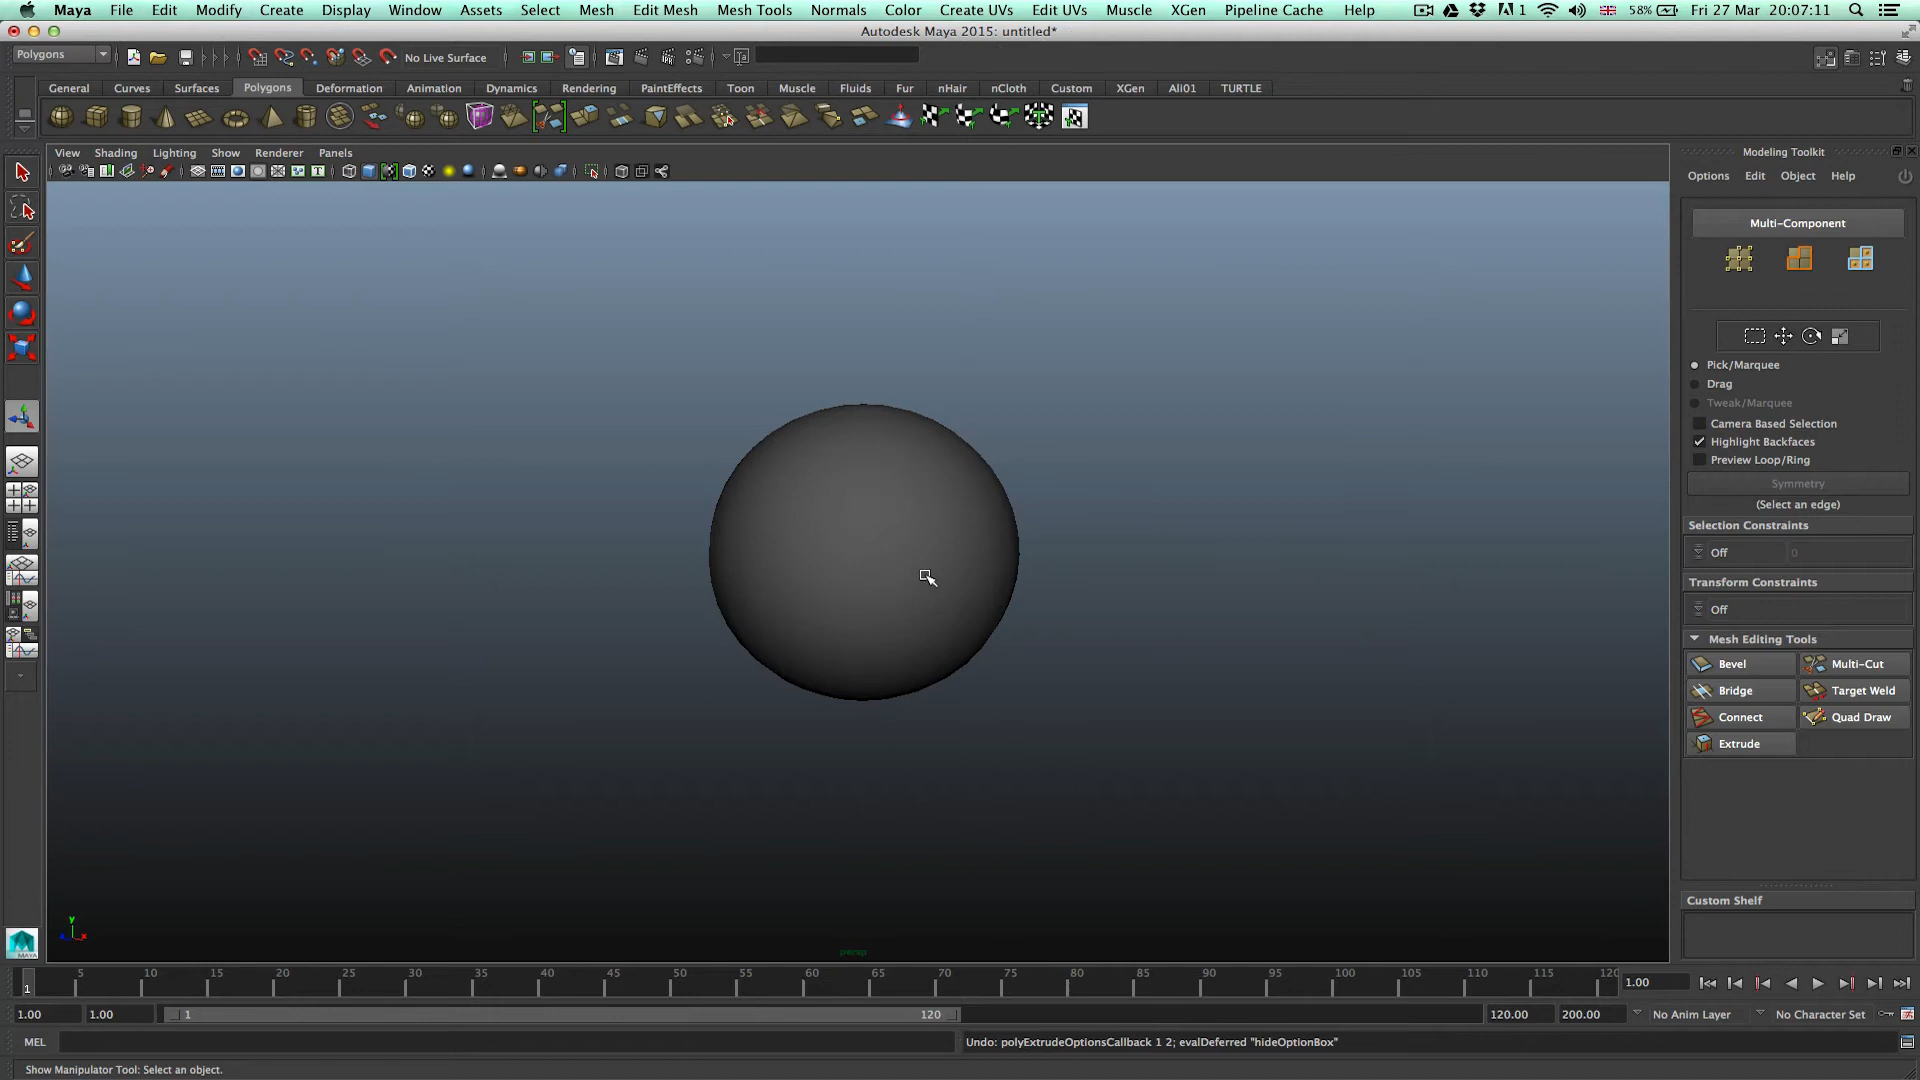 Maya File Edit Modify Create Display Window Assets Select Mesh Edit Mesh Mesh Tools Normals Color Create UVs Edit UVs Muscle XGen Pipeline Cache Help 1 58% Fri 27 Mar 20:07:11
Autodesk Maya 2015: untitled*
Polygons No Live Surface
General Curves Surfaces Polygons Deformation Animation Dynamics Rendering PaintEffects Toon Muscle Fluids Fur nHair nCloth Custom XGen Ali01 TURTLE
View Shading Lighting Show Renderer Panels
Modeling Toolkit
Options Edit Object Help
Multi-Component
Pick/Marquee
Drag
Tweak/Marquee
Camera Based Selection
Highlight Backfaces
Preview Loop/Ring
Symmetry
(Select an edge)
Selection Constraints
Off 0
Transform Constraints
Off
Mesh Editing Tools
Bevel Multi-Cut
Bridge Target Weld
Connect Quad Draw
Extrude
Custom Shelf
y
x
persp
MAYA
1 5 10 15 20 25 30 35 40 45 50 55 60 65 70 75 80 85 90 95 100 105 110 115 120 1.00
1.00 1.00 1 120 120.00 200.00 No Anim Layer No Character Set
MEL Undo: polyExtrudeOptionsCallback 1 2; evalDeferred "hideOptionBox"
Show Manipulator Tool: Select an object.